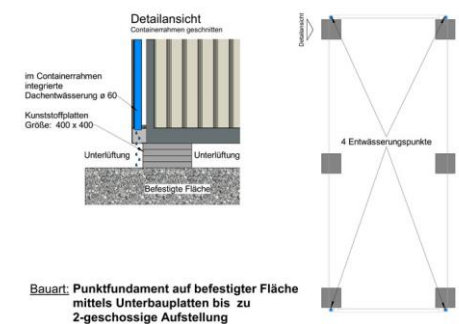 Detailansicht
Containerrahmen geschnitten
im Containerrahmen
integrierte
Dachentwässerung ø 60
Kunststoffplatten
Größe: 400 x 400
Unterlüftung
Unterlüftung
Befestigte Fläche
Detailansicht
4 Entwässerungspunkte
Bauart: Punktfundament auf befestigter Fläche
mittels Unterbauplatten bis zu
2-geschossige Aufstellung